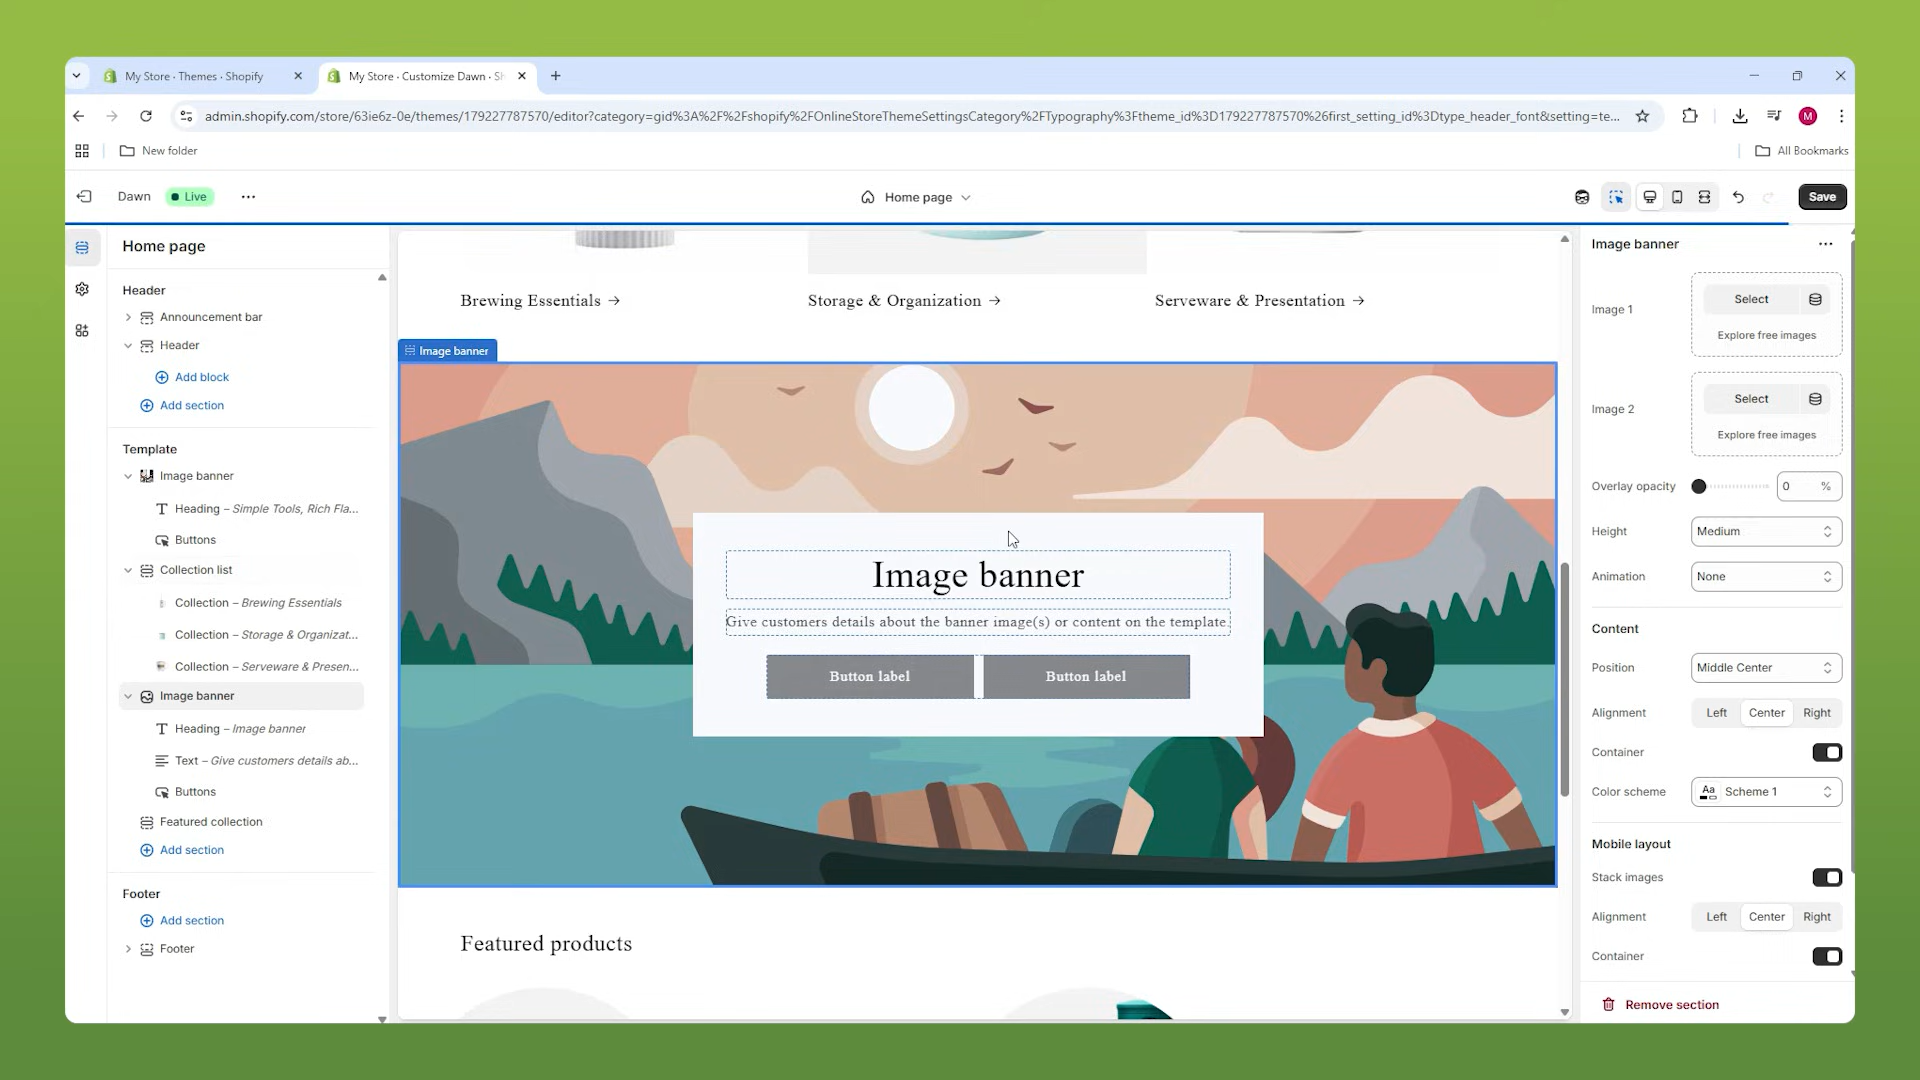 My Store · Themes · Shopify
My Store · Customize Dawn · Sh
admin.shopify.com/store/63ie6z-0e/themes/179227787570/editor?category=gid%3A%2F%2Fshopify%2FOnlineStoreThemeSettingsCategory%2FTypography%3Ftheme_id%3D179227787570%26first_setting_id%3Dtype_header_font&setting=te...
M
New folder
All Bookmarks
Dawn
Live
Home page
Save
Home page
Header
Announcement bar
Header
Add block
Add section
Template
Image banner
Heading – Simple Tools, Rich Fla...
Buttons
Collection list
Collection – Brewing Essentials
Collection – Storage & Organizat...
Collection – Serveware & Presen...
Image banner
Heading – Image banner
Text – Give customers details ab...
Buttons
Featured collection
Add section
Footer
Add section
Footer
Brewing Essentials →
Storage & Organization →
Serveware & Presentation →
Image banner
Image banner
Give customers details about the banner image(s) or content on the template.
Button label
Button label
Featured products
Image banner
Image 1
Select
Explore free images
Image 2
Select
Explore free images
Overlay opacity
0 %
Height
Medium
Animation
None
Content
Position
Middle Center
Alignment
Left Center Right
Container
Color scheme
Aa Scheme 1
Mobile layout
Stack images
Alignment
Left Center Right
Container
Remove section